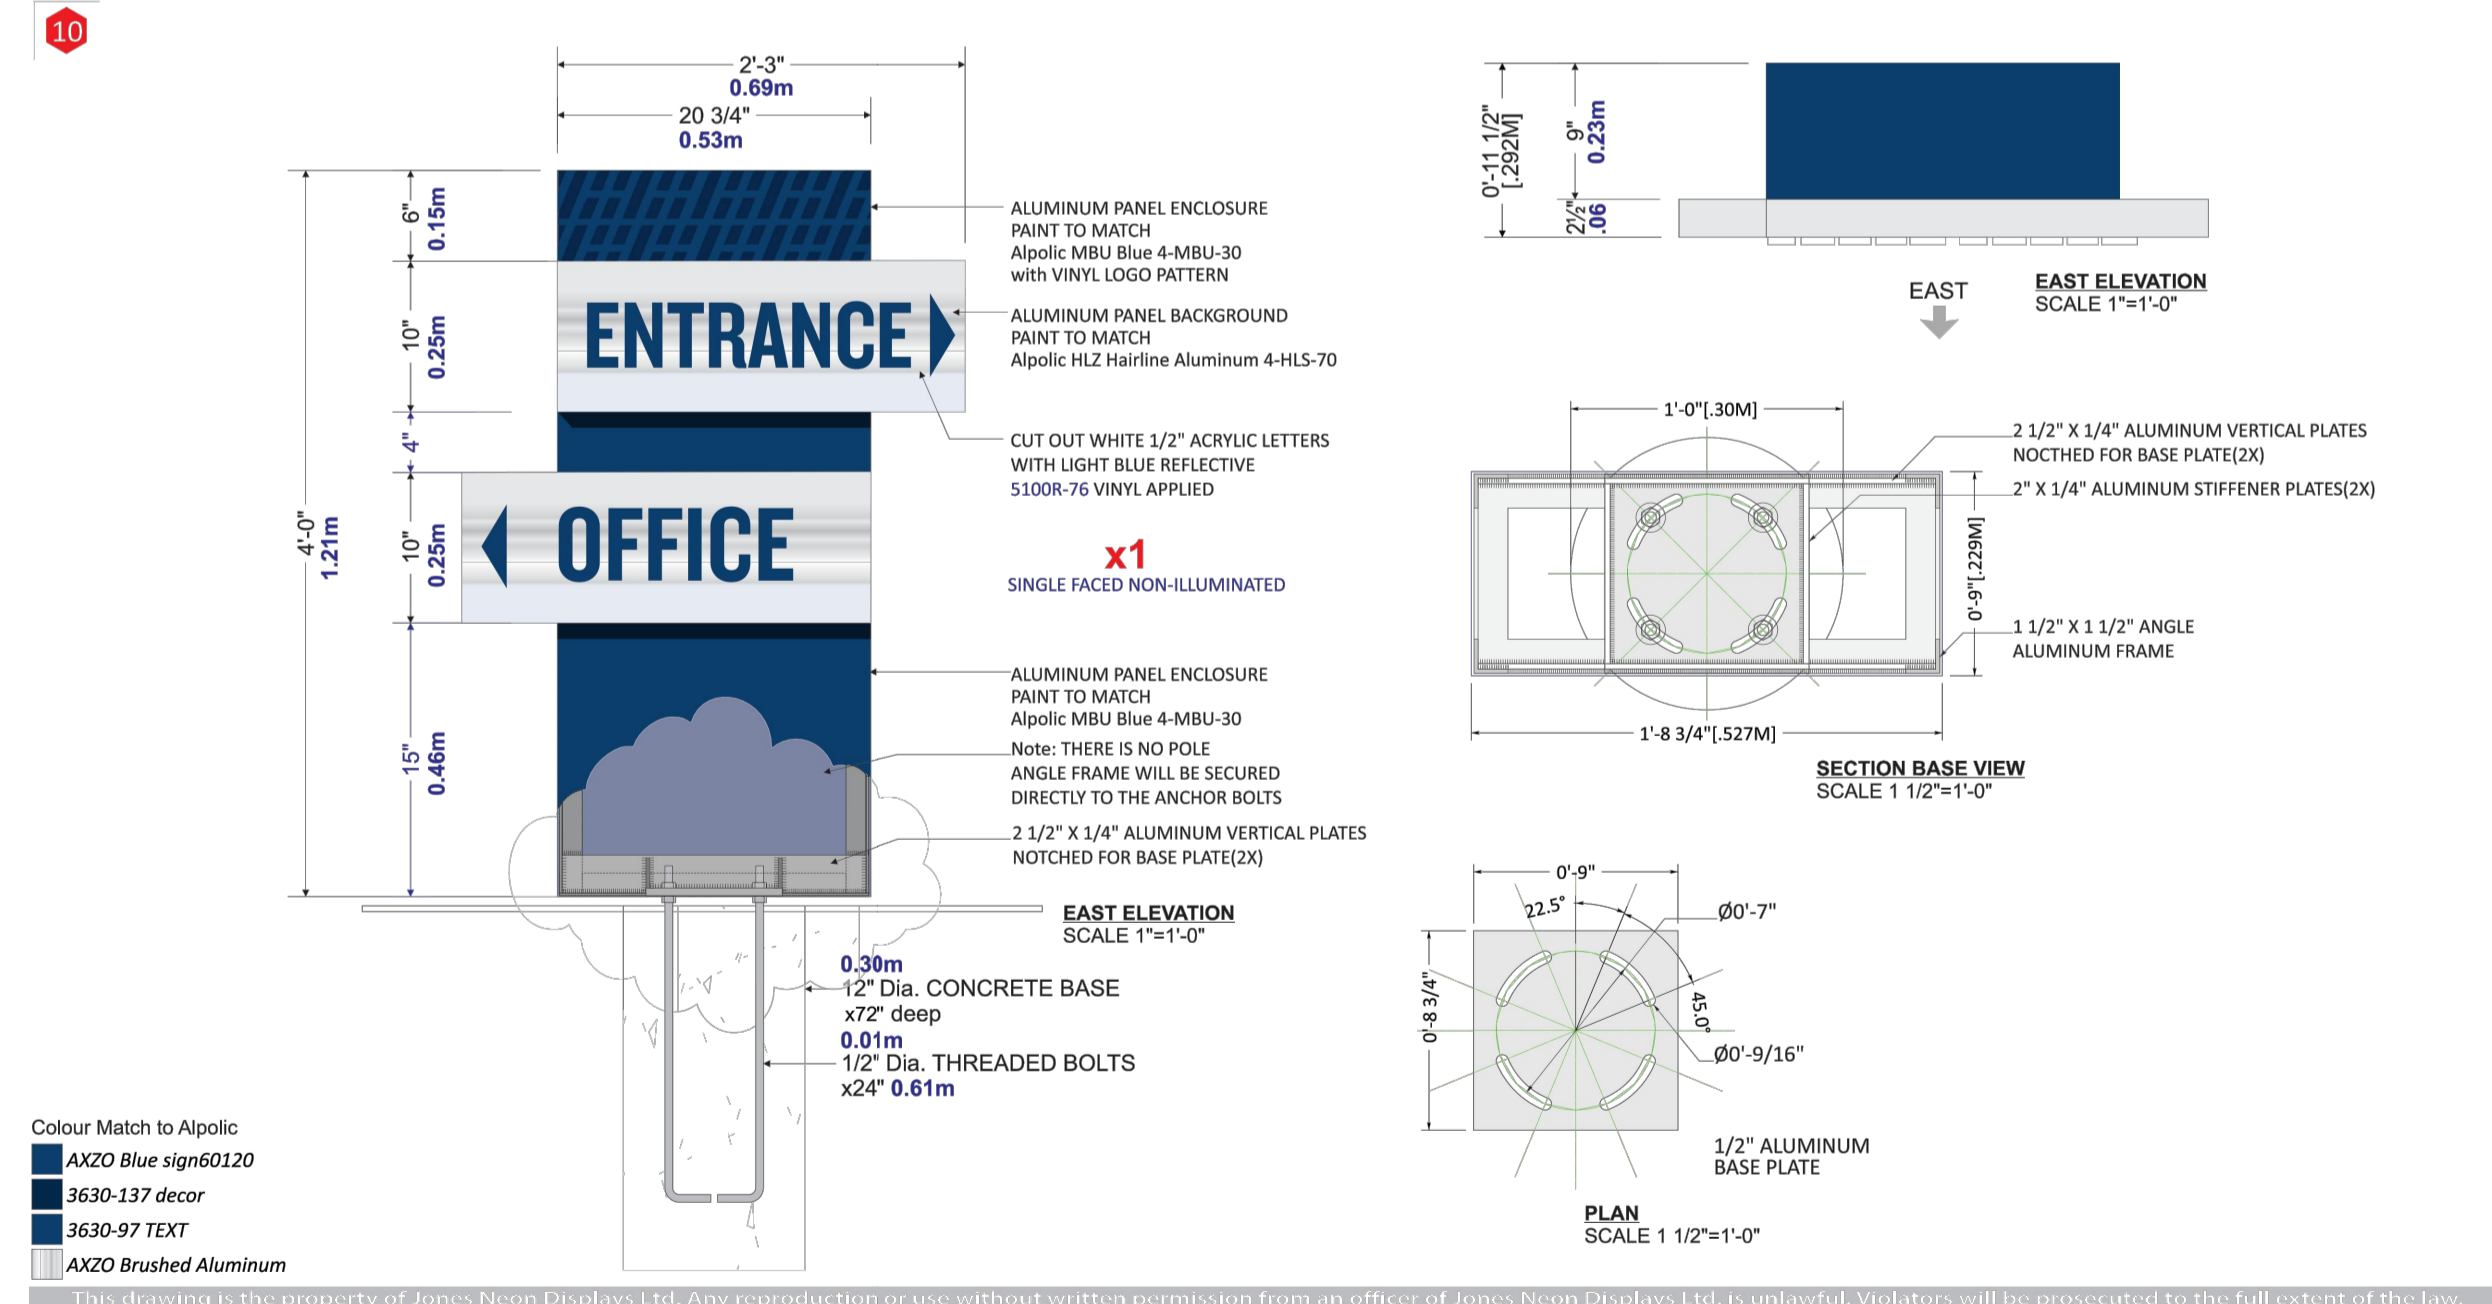 10
2'-3"
0.69m
20 3/4"
0.53m
4'-0"
1.21m
6"
0.15m
10"
0.25m
4"
10"
0.25m
15"
0.46m
ENTRANCE
OFFICE
ALUMINUM PANEL ENCLOSURE
PAINT TO MATCH
Alpolic MBU Blue 4-MBU-30
with VINYL LOGO PATTERN
ALUMINUM PANEL BACKGROUND
PAINT TO MATCH
Alpolic HLZ Hairline Aluminum 4-HLS-70
CUT OUT WHITE 1/2" ACRYLIC LETTERS
WITH LIGHT BLUE REFLECTIVE
5100R-76 VINYL APPLIED
x1
SINGLE FACED NON-ILLUMINATED
ALUMINUM PANEL ENCLOSURE
PAINT TO MATCH
Alpolic MBU Blue 4-MBU-30
Note: THERE IS NO POLE
ANGLE FRAME WILL BE SECURED
DIRECTLY TO THE ANCHOR BOLTS
2 1/2" X 1/4" ALUMINUM VERTICAL PLATES
NOTCHED FOR BASE PLATE(2X)
EAST ELEVATION
SCALE 1"=1'-0"
0.30m
12" Dia. CONCRETE BASE
x72" deep
0.01m
1/2" Dia. THREADED BOLTS
x24" 0.61m
Colour Match to Alpolic
AXZO Blue sign60120
3630-137 decor
3630-97 TEXT
AXZO Brushed Aluminum
0'-11 1/2"
[.292M]
9"
0.23m
2½"
.06
EAST
EAST ELEVATION
SCALE 1"=1'-0"
1'-0"[.30M]
2 1/2" X 1/4" ALUMINUM VERTICAL PLATES
NOCTHED FOR BASE PLATE(2X)
2" X 1/4" ALUMINUM STIFFENER PLATES(2X)
0'-9"[.229M]
1 1/2" X 1 1/2" ANGLE
ALUMINUM FRAME
1'-8 3/4"[.527M]
SECTION BASE VIEW
SCALE 1 1/2"=1'-0"
0'-9"
22.5°
Ø0'-7"
0'-8 3/4"
45.0°
Ø0'-9/16"
1/2" ALUMINUM
BASE PLATE
PLAN
SCALE 1 1/2"=1'-0"
This drawing is the property of Jones Neon Displays Ltd. Any reproduction or use without written permission from an officer of Jones Neon Displays Ltd. is unlawful. Violators will be prosecuted to the full extent of the law.